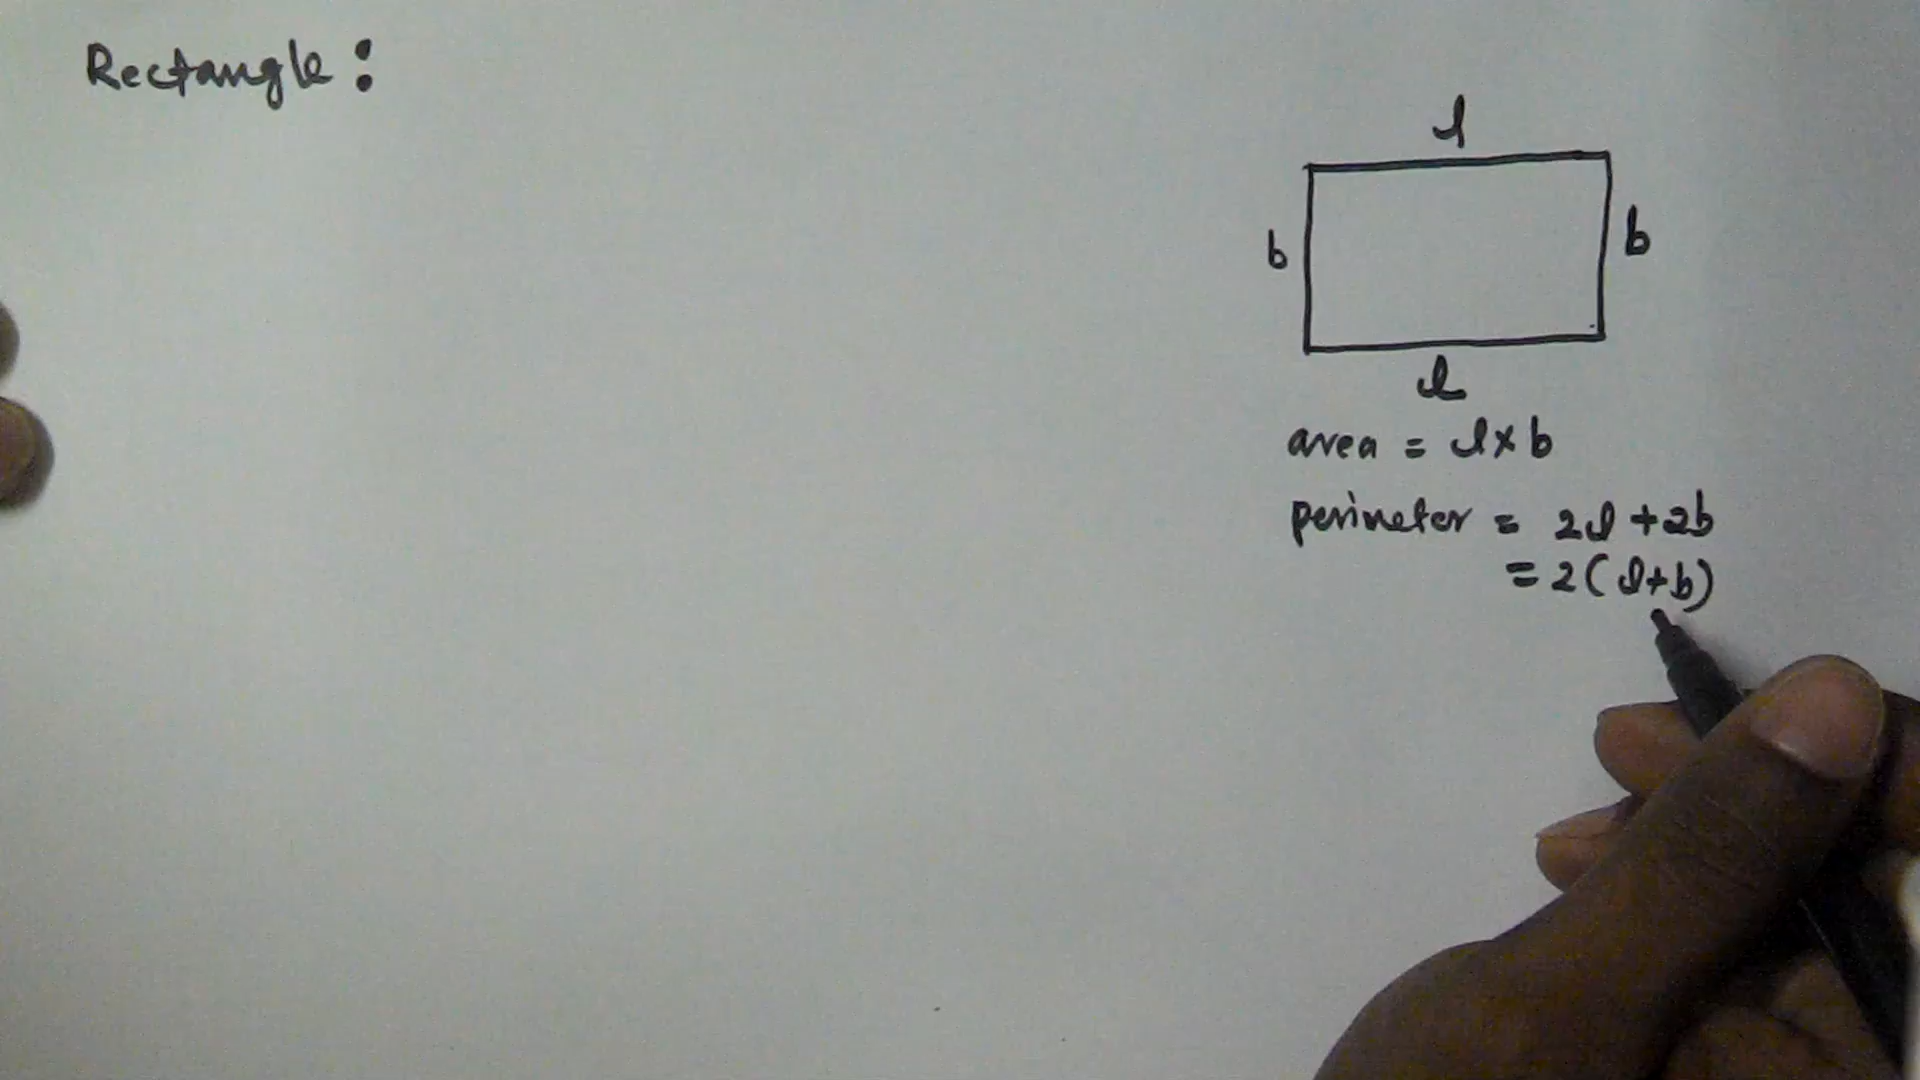 Rectangle:
l
b b
l
area = l×b
perimeter = 2l+2b
= 2(l+b)